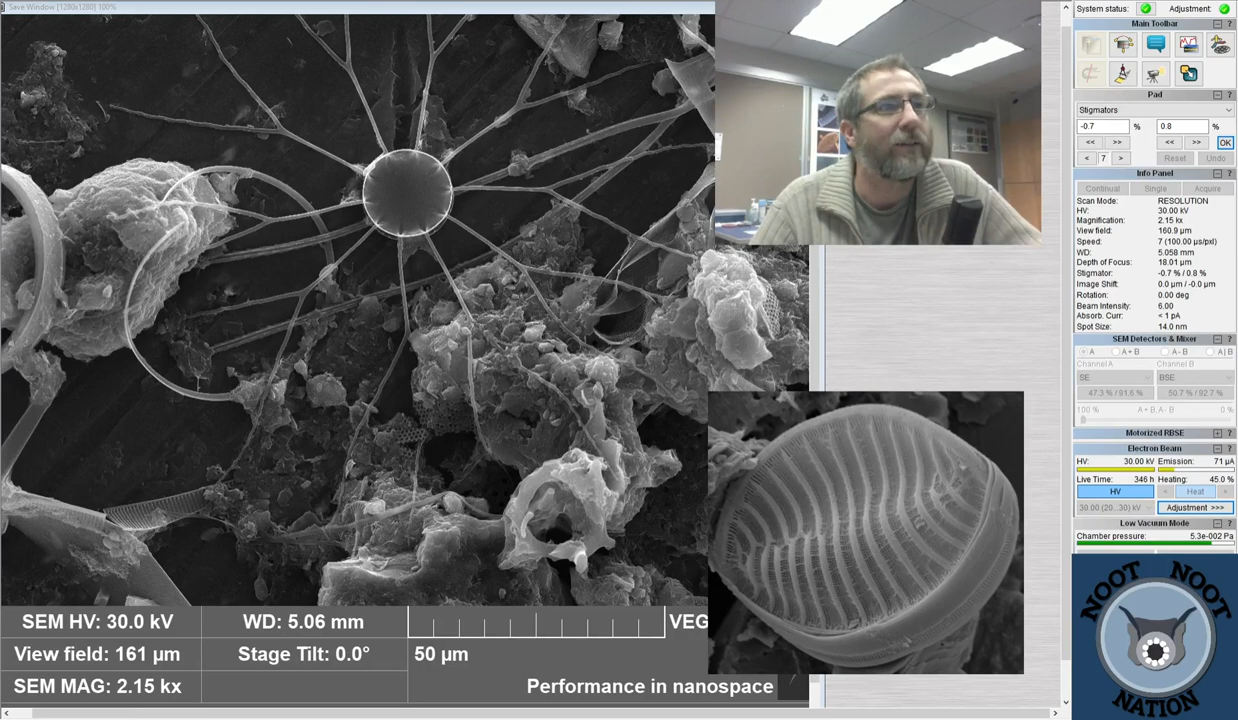 Save Window [1280x1280] 100%
SEM HV: 30.0 kV
WD: 5.06 mm
VEG
View field: 161 µm
Stage Tilt: 0.0°
50 µm
SEM MAG: 2.15 kx
Performance in nanospace
System status:
Adjustment:
Main Toolbar
Pad
Stigmators
-0.7 %
0.8 %
<< >> << >> OK
< 7 > Reset Undo
Info Panel
Continual Single Acquire
Scan Mode: RESOLUTION
HV: 30.00 kV
Magnification: 2.15 kx
View field: 160.9 µm
Speed: 7 (100.00 µs/pxl)
WD: 5.058 mm
Depth of Focus: 18.01 µm
Stigmator: -0.7 % / 0.8 %
Image Shift: 0.0 µm / -0.0 µm
Rotation: 0.00 deg
Beam Intensity: 6.00
Absorb. Curr: < 1 pA
Spot Size: 14.0 nm
SEM Detectors & Mixer
A A + B A - B A | B
Channel A Channel B
SE BSE
47.3 % / 91.6 % 50.7 % / 92.7 %
100 % A + B, A - B 0 %
Motorized RBSE
Electron Beam
HV: 30.00 kV Emission: 71 µA
Live Time: 346 h Heating: 45.0 %
HV < Heat >
30.00 (20...30) kV Adjustment >>>
Low Vacuum Mode
Chamber pressure: 5.3e-002 Pa
NOOT NOOT
NATION